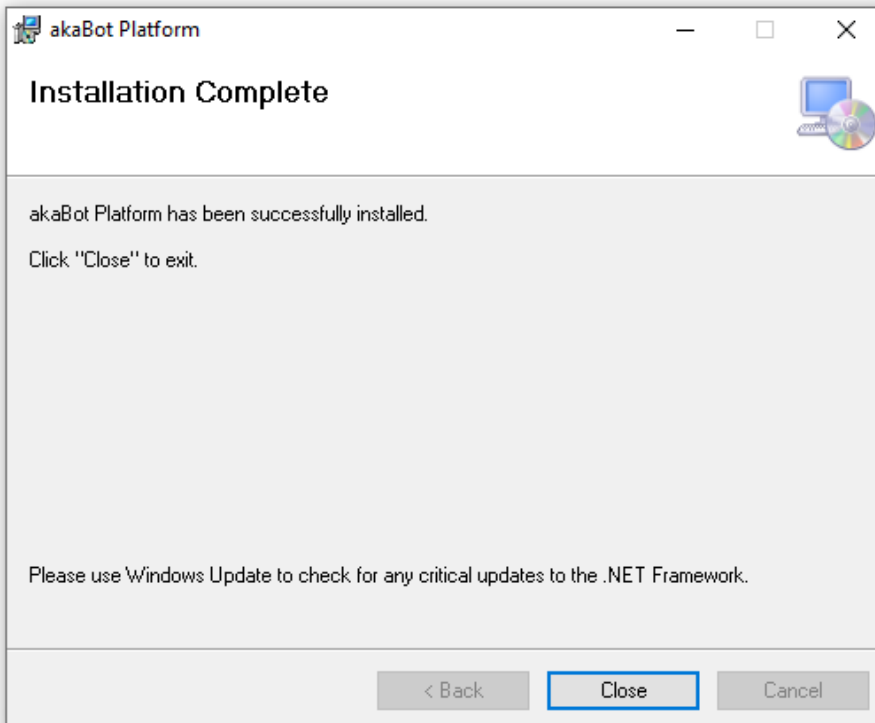 akaBot Platform
Installation Complete
akaBot Platform has been successfully installed.
Click "Close" to exit.
Please use Windows Update to check for any critical updates to the .NET Framework.
< Back
Close
Cancel